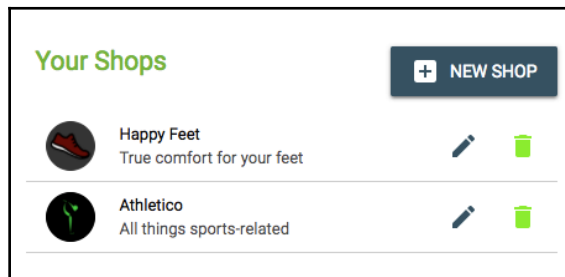 Your Shops
NEW SHOP
Happy Feet
True comfort for your feet
Athletico
All things sports-related